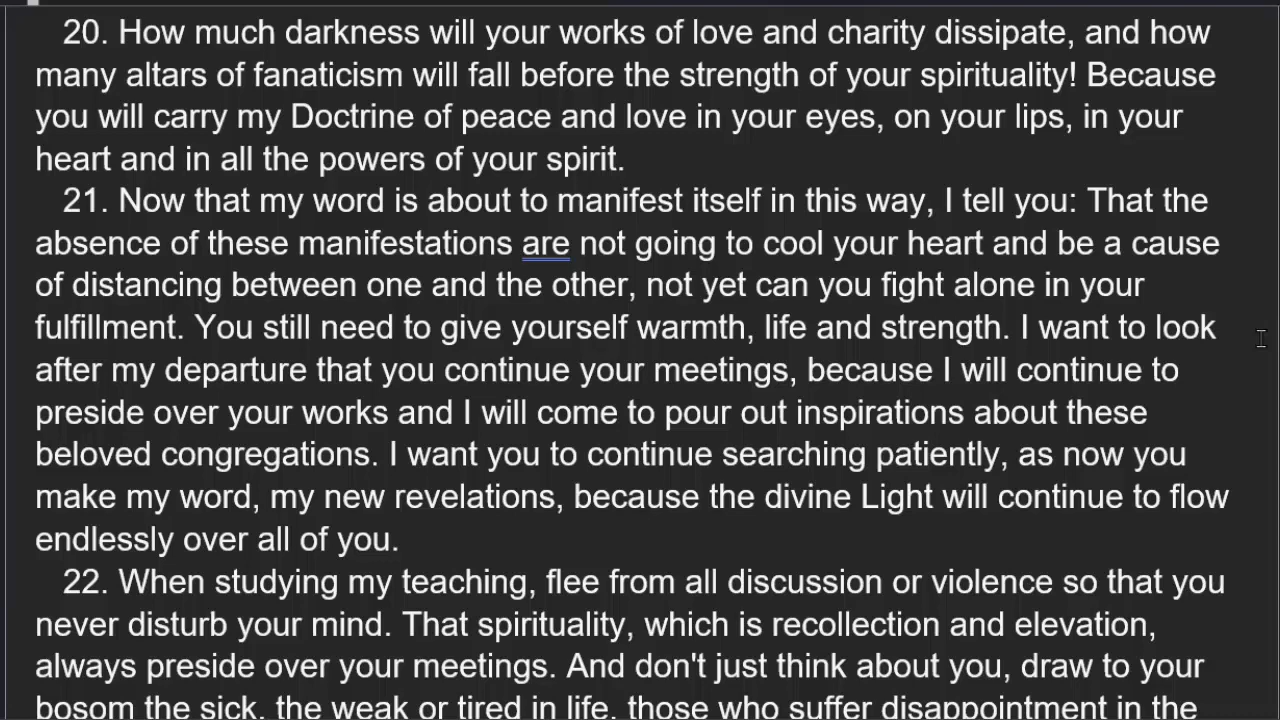 20. How much darkness will your works of love and charity dissipate, and how
many altars of fanaticism will fall before the strength of your spirituality! Because
you will carry my Doctrine of peace and love in your eyes, on your lips, in your
heart and in all the powers of your spirit.
21. Now that my word is about to manifest itself in this way, I tell you: That the
absence of these manifestations are not going to cool your heart and be a cause
of distancing between one and the other, not yet can you fight alone in your
fulfillment. You still need to give yourself warmth, life and strength. I want to look
after my departure that you continue your meetings, because I will continue to
preside over your works and I will come to pour out inspirations about these
beloved congregations. I want you to continue searching patiently, as now you
make my word, my new revelations, because the divine Light will continue to flow
endlessly over all of you.
22. When studying my teaching, flee from all discussion or violence so that you
never disturb your mind. That spirituality, which is recollection and elevation,
always preside over your meetings. And don't just think about you, draw to your
bosom the sick, the weak or tired in life, those who suffer disappointment in the